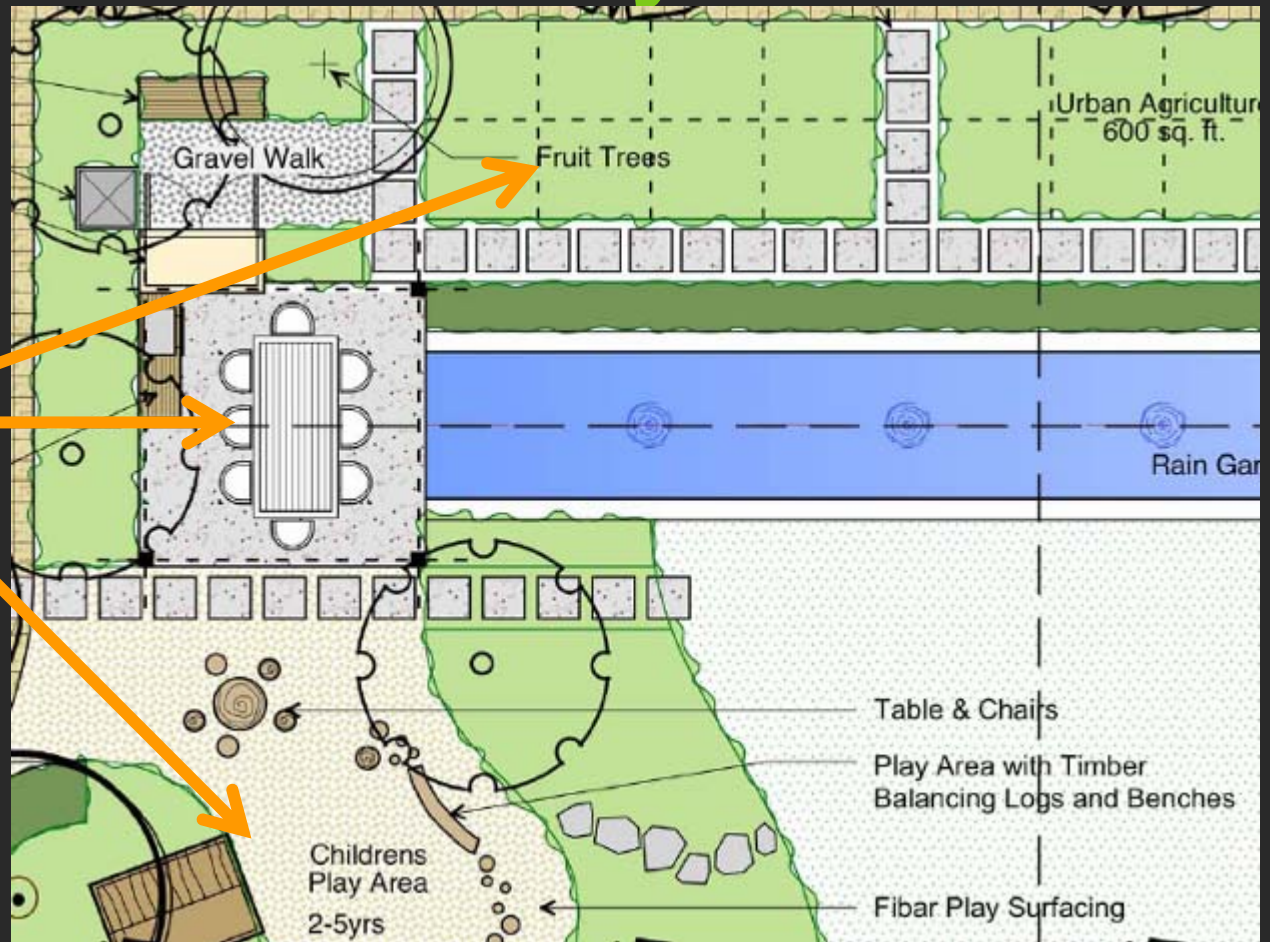 Urban Agriculture
600 sq. ft.
Gravel Walk
Fruit Trees
Rain Gar
Table & Chairs
Play Area with Timber
Balancing Logs and Benches
Childrens
Play Area
2-5yrs
Fibar Play Surfacing